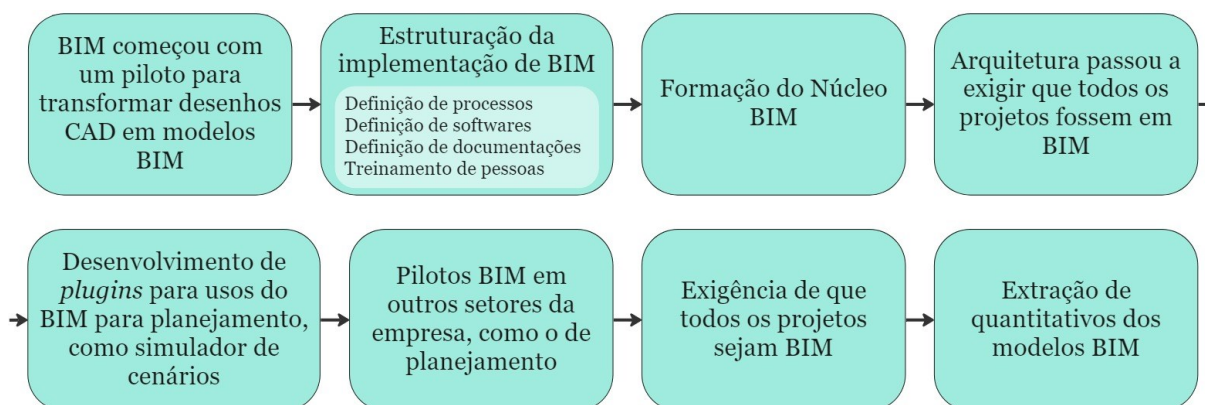 BIM começou com
um piloto para
transformar desenhos
CAD em modelos
BIM
Estruturação da
implementação de BIM
Definição de processos
Definição de softwares
Definição de documentações
Treinamento de pessoas
Formação do Núcleo
BIM
Arquitetura passou a
exigir que todos os
projetos fossem em
BIM
Desenvolvimento de
plugins para usos do
BIM para planejamento,
como simulador de
cenários
Pilotos BIM em
outros setores da
empresa, como o de
planejamento
Exigência de que
todos os projetos
sejam BIM
Extração de
quantitativos dos
modelos BIM